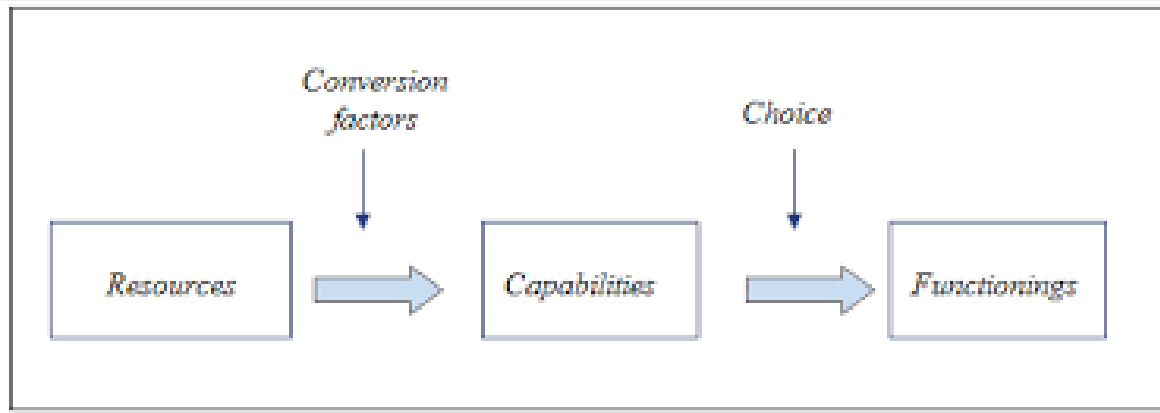 Conversion
factors
Choice
Resources
Capabilities
Functionings